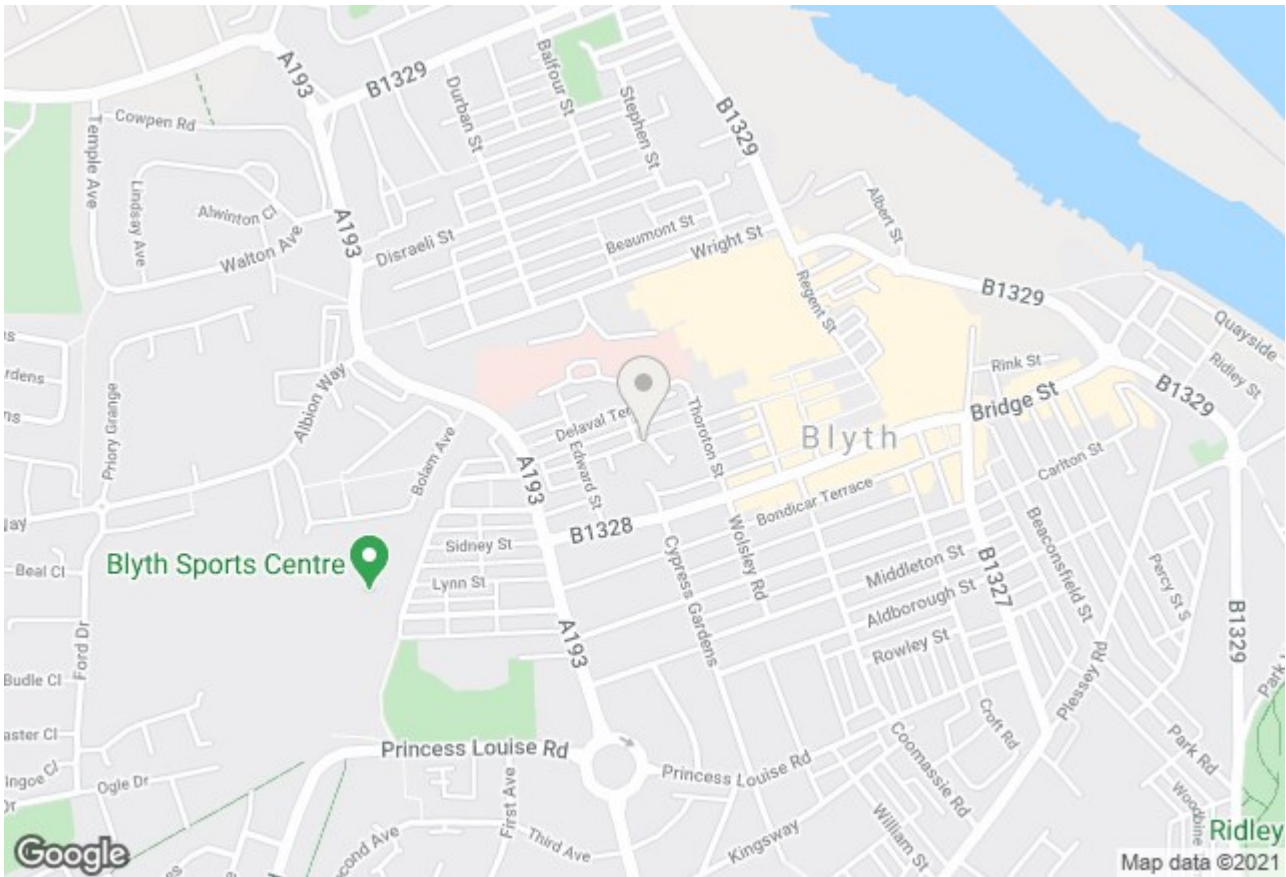 A193
B1329
Balfour St
Durban St
Stephen St
B1329
Cowpen Rd
Temple Ave
Lindsay Ave
Alwinton Cl
Walton Ave
A193
Disraeli St
Beaumont St
Wright St
Albert St
Regent St
B1329
Quayside
Ridley St
Rink St
Bridge St
B1329
Priory Grange
Albion Way
Bolam Ave
Delaval Ter
Edward St
Thoroton St
Blyth
Carlton St
A193
Bondicar Terrace
B1328
Wolsley Rd
Sidney St
Lynn St
Blyth Sports Centre
Beal Cl
Cypress Gardens
Middleton St
Aldborough St
Rowley St
B1327
Beaconsfield St
Percy St S
B1329
Ford Dr
A193
Budle Cl
Plessey Rd
Croft Rd
Park
Park Rd
Princess Louise Rd
Princess Louise Rd
Coomassie Rd
Ogle Dr
First Ave
Third Ave
Kingsway
William St
Woodbine
Ridley
Google
Map data ©2021